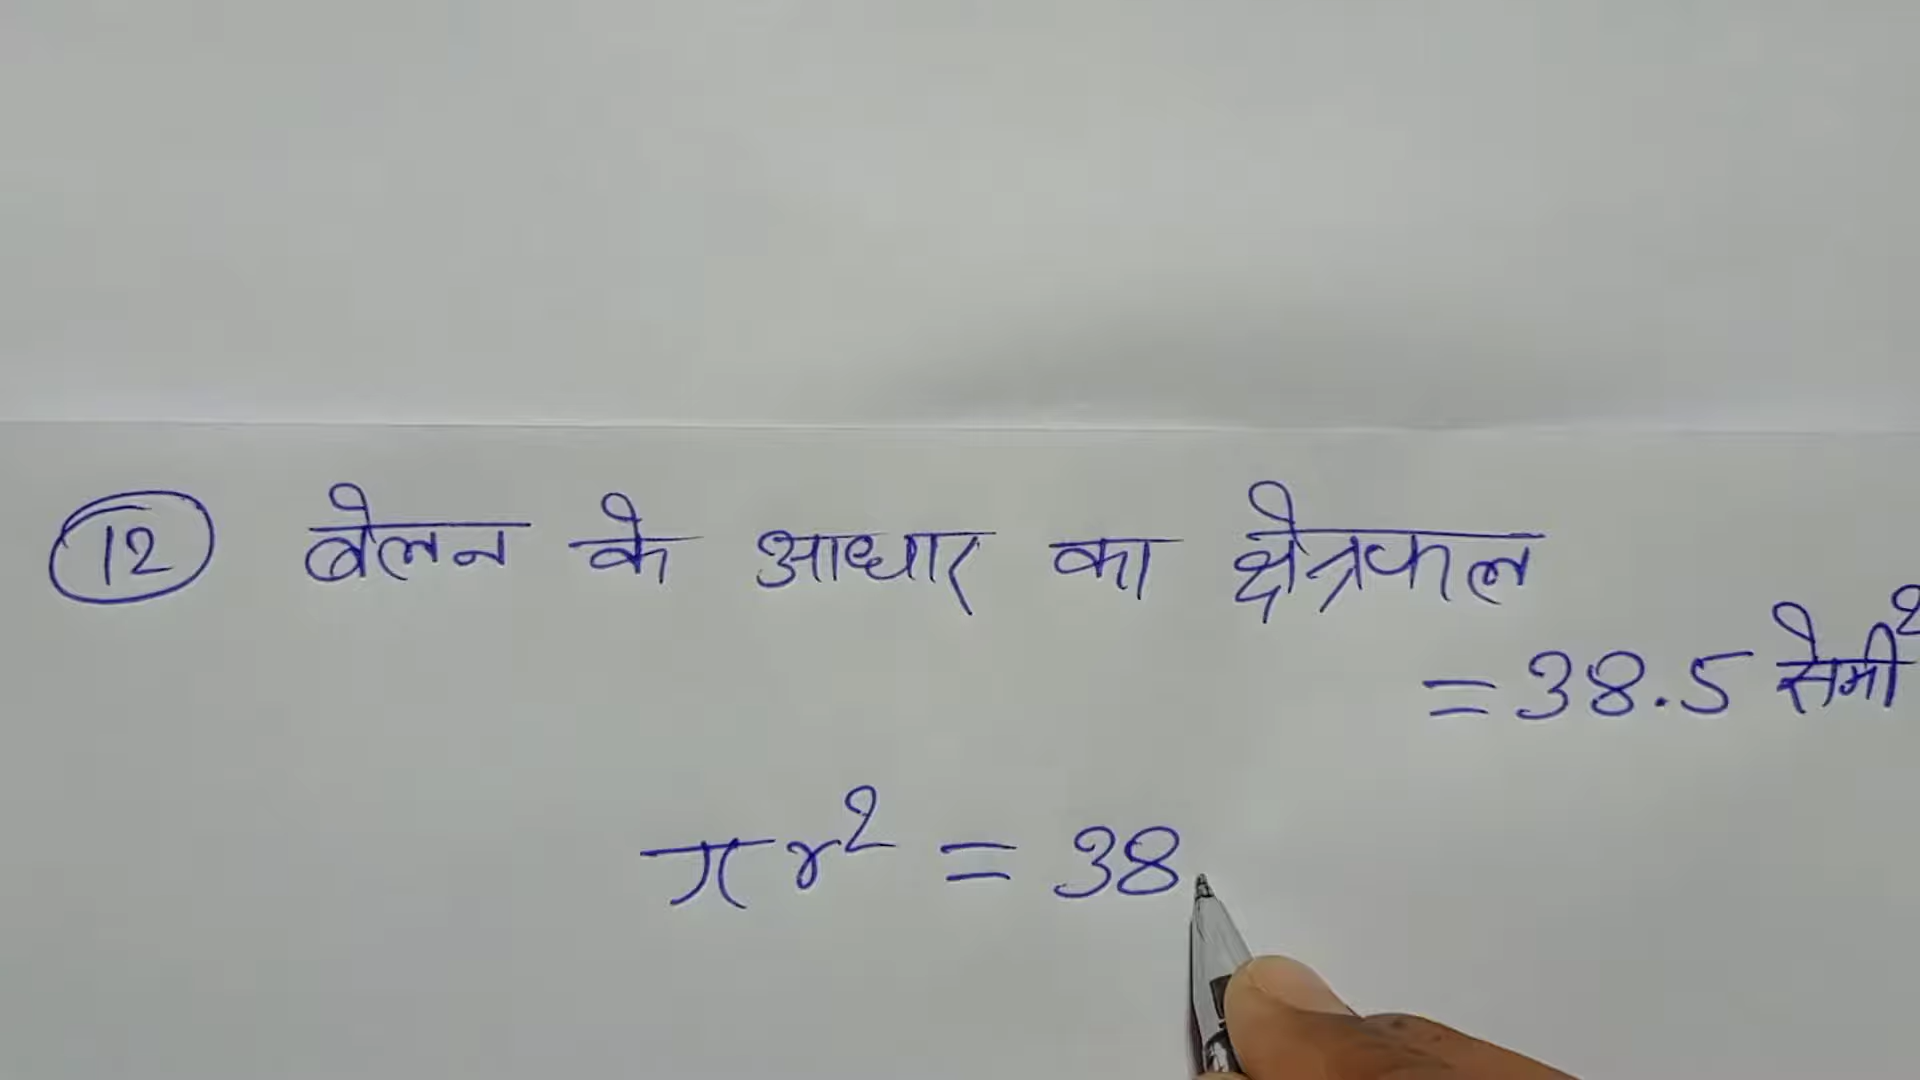 12 बेलन के आधार का क्षेत्रफल
= 38.5 सेमी²
πr² = 38